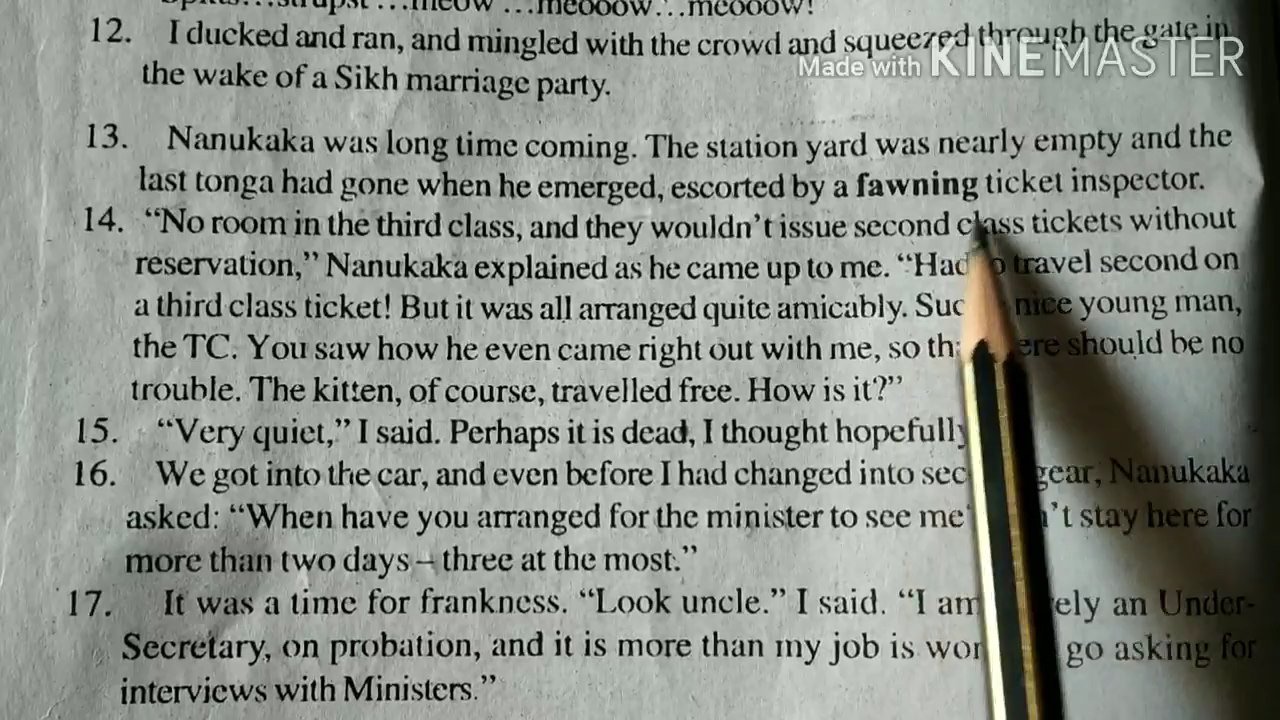 ...meow ...meooow...meooow!
12. I ducked and ran, and mingled with the crowd and squeezed through the gate in
Made with KINEMASTER
the wake of a Sikh marriage party.
13. Nanukaka was long time coming. The station yard was nearly empty and the
last tonga had gone when he emerged, escorted by a fawning ticket inspector.
14. “No room in the third class, and they wouldn’t issue second class tickets without
reservation,” Nanukaka explained as he came up to me. “Had travel second on
a third class ticket! But it was all arranged quite amicably. nice young man,
the TC. You saw how he even came right out with me, so should be no
trouble. The kitten, of course, travelled free. How is it?”
15. “Very quiet,” I said. Perhaps it is dead, I thought hopefully
16. We got into the car, and even before I had changed into gear, Nanukaka
asked: “When have you arranged for the minister to see me stay here for
more than two days – three at the most.”
17. It was a time for frankness. “Look uncle.” I said. “I am an Under-
Secretary, on probation, and it is more than my job is go asking for
interviews with Ministers.”